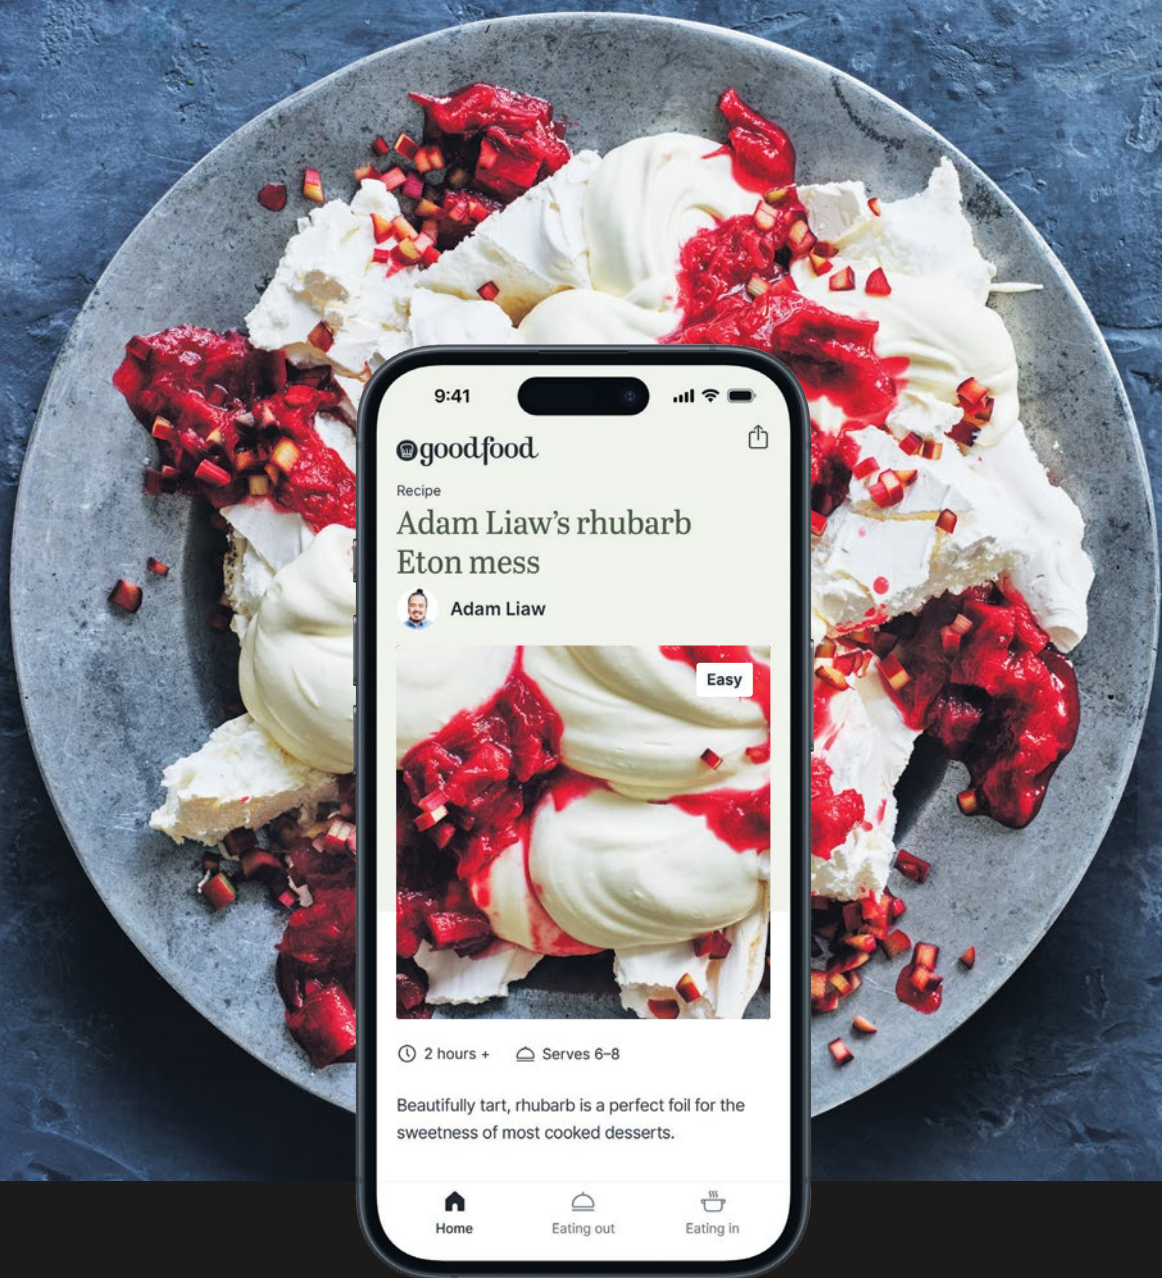 9:41
goodfood
Recipe
Adam Liaw's rhubarb
Eton mess
Adam Liaw
Easy
2 hours +
Serves 6–8
Beautifully tart, rhubarb is a perfect foil for the
sweetness of most cooked desserts.
Home
Eating out
Eating in